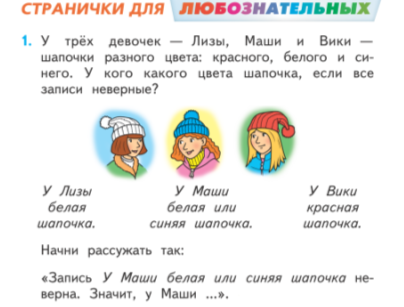 СТРАНИЧКИ ДЛЯ ЛЮБОЗНАТЕЛЬНЫХ
1. У трёх девочек — Лизы, Маши и Вики —
шапочки разного цвета: красного, белого и си-
него. У кого какого цвета шапочка, если все
записи неверные?
У Лизы
белая
шапочка.
У Маши
белая или
синяя шапочка.
У Вики
красная
шапочка.
Начни рассуждать так:
«Запись У Маши белая или синяя шапочка не-
верна. Значит, у Маши ...».